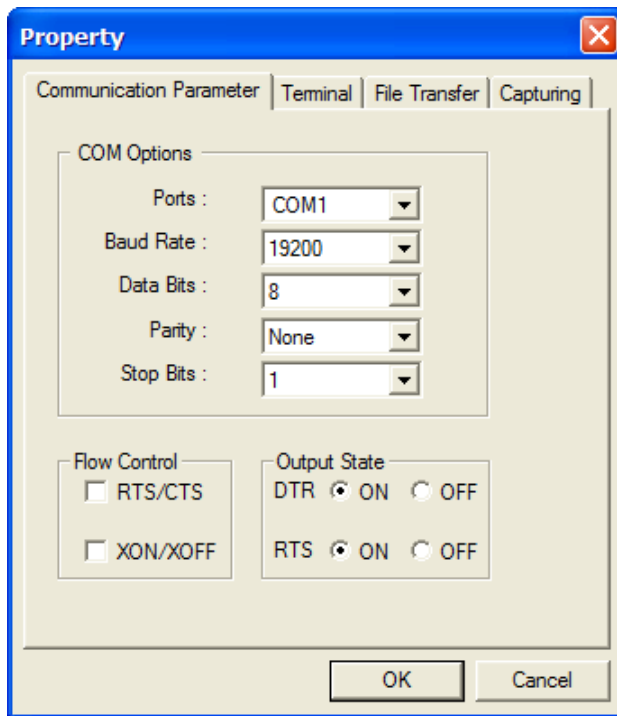 Property
Communication Parameter Terminal File Transfer Capturing
COM Options
Ports : COM1
Baud Rate : 19200
Data Bits : 8
Parity : None
Stop Bits : 1
Flow Control
RTS/CTS
XON/XOFF
Output State
DTR ON OFF
RTS ON OFF
OK Cancel